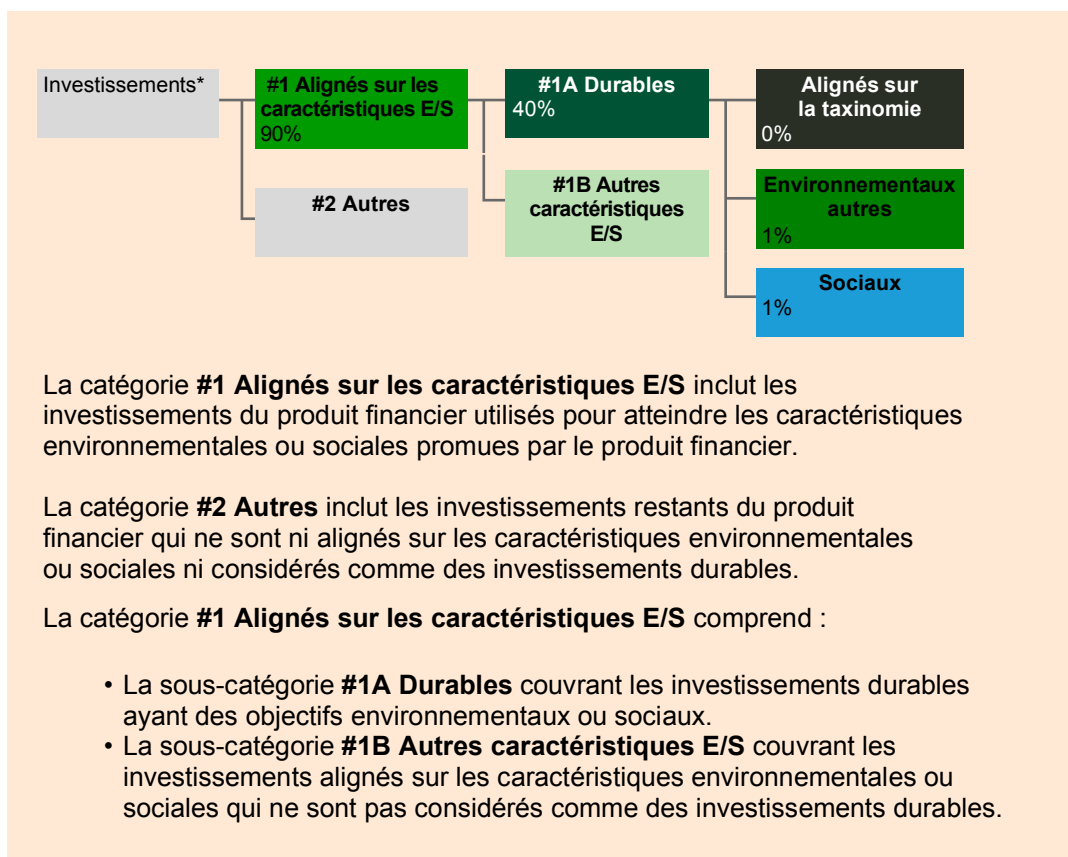 Investissements*
#1 Alignés sur les
caractéristiques E/S
90%
#2 Autres
#1A Durables
40%
#1B Autres
caractéristiques
E/S
Alignés sur
la taxinomie
0%
Environnementaux
autres
1%
Sociaux
1%
La catégorie #1 Alignés sur les caractéristiques E/S inclut les
investissements du produit financier utilisés pour atteindre les caractéristiques
environnementales ou sociales promues par le produit financier.
La catégorie #2 Autres inclut les investissements restants du produit
financier qui ne sont ni alignés sur les caractéristiques environnementales
ou sociales ni considérés comme des investissements durables.
La catégorie #1 Alignés sur les caractéristiques E/S comprend :
• La sous-catégorie #1A Durables couvrant les investissements durables
ayant des objectifs environnementaux ou sociaux.
• La sous-catégorie #1B Autres caractéristiques E/S couvrant les
investissements alignés sur les caractéristiques environnementales ou
sociales qui ne sont pas considérés comme des investissements durables.